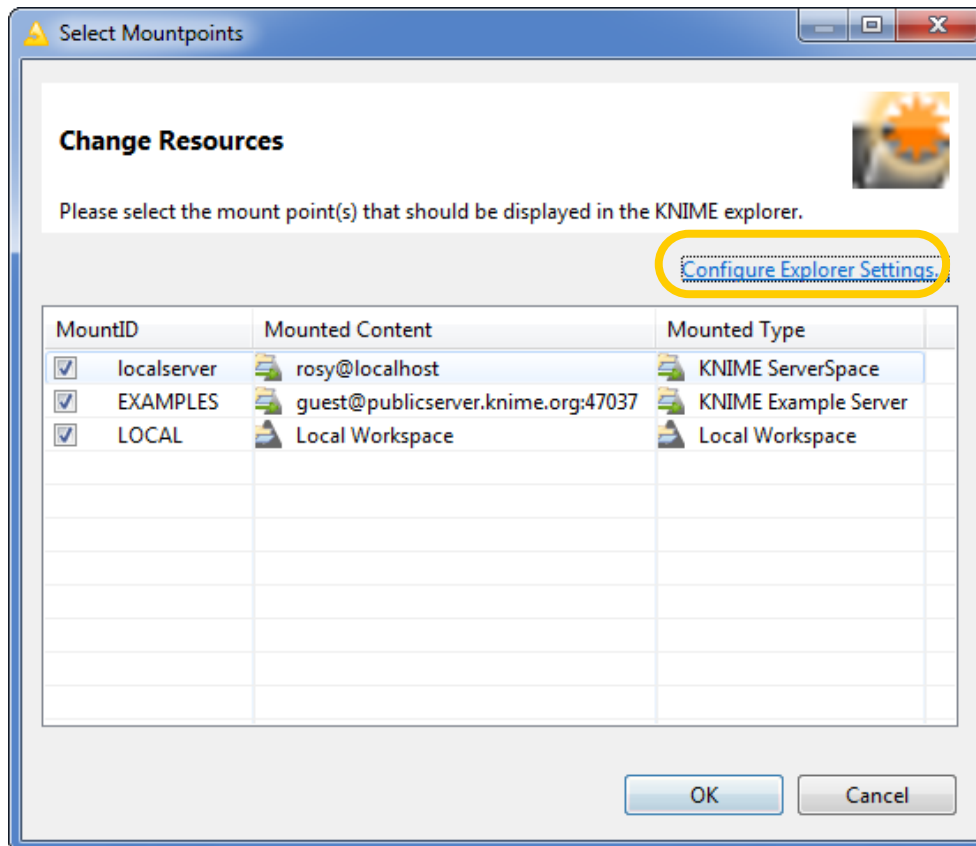 Select Mountpoints
Change Resources
Please select the mount point(s) that should be displayed in the KNIME explorer.
Configure Explorer Settings...
MountID Mounted Content Mounted Type
localserver rosy@localhost KNIME ServerSpace
EXAMPLES guest@publicserver.knime.org:47037 KNIME Example Server
LOCAL Local Workspace Local Workspace
OK Cancel